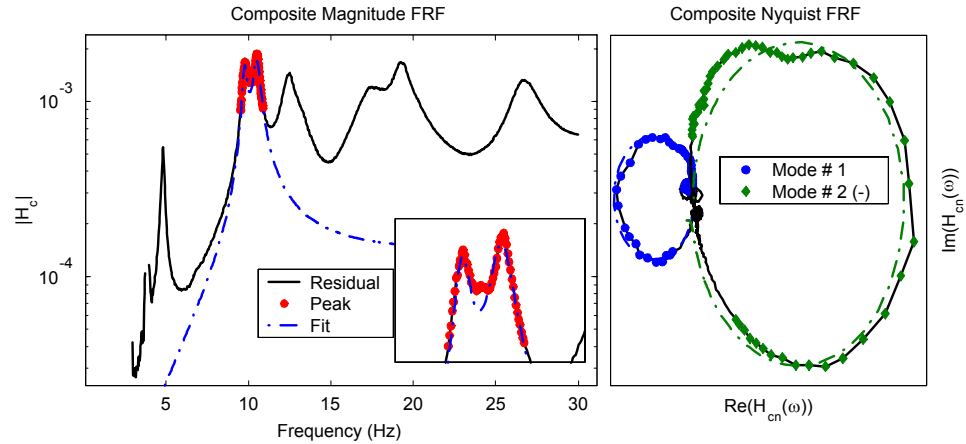 Composite Magnitude FRF
|H_c|
10^-3
10^-4
Residual
Peak
Fit
5
10
15
20
25
30
Frequency (Hz)
Composite Nyquist FRF
Mode # 1
Mode # 2 (-)
Im(H_cn(ω))
Re(H_cn(ω))